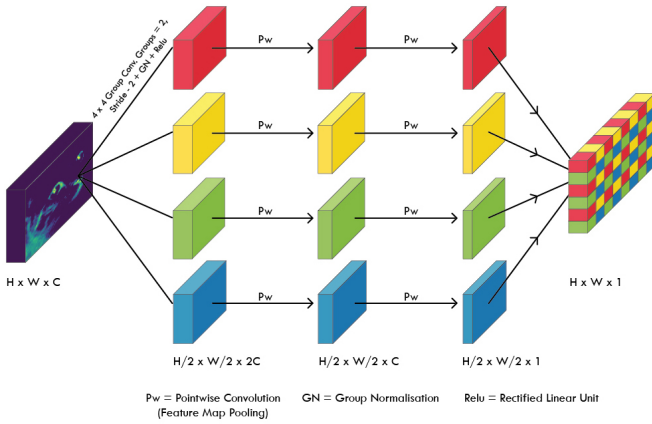 4 x 4 Group Conv, Groups = 2,
Stride - 2 + GN + Relu
Pw
Pw
Pw
Pw
Pw
Pw
Pw
Pw
H x W x C
H x W x 1
H/2 x W/2 x 2C
H/2 x W/2 x C
H/2 x W/2 x 1
Pw = Pointwise Convolution
(Feature Map Pooling)
GN = Group Normalisation
Relu = Rectified Linear Unit